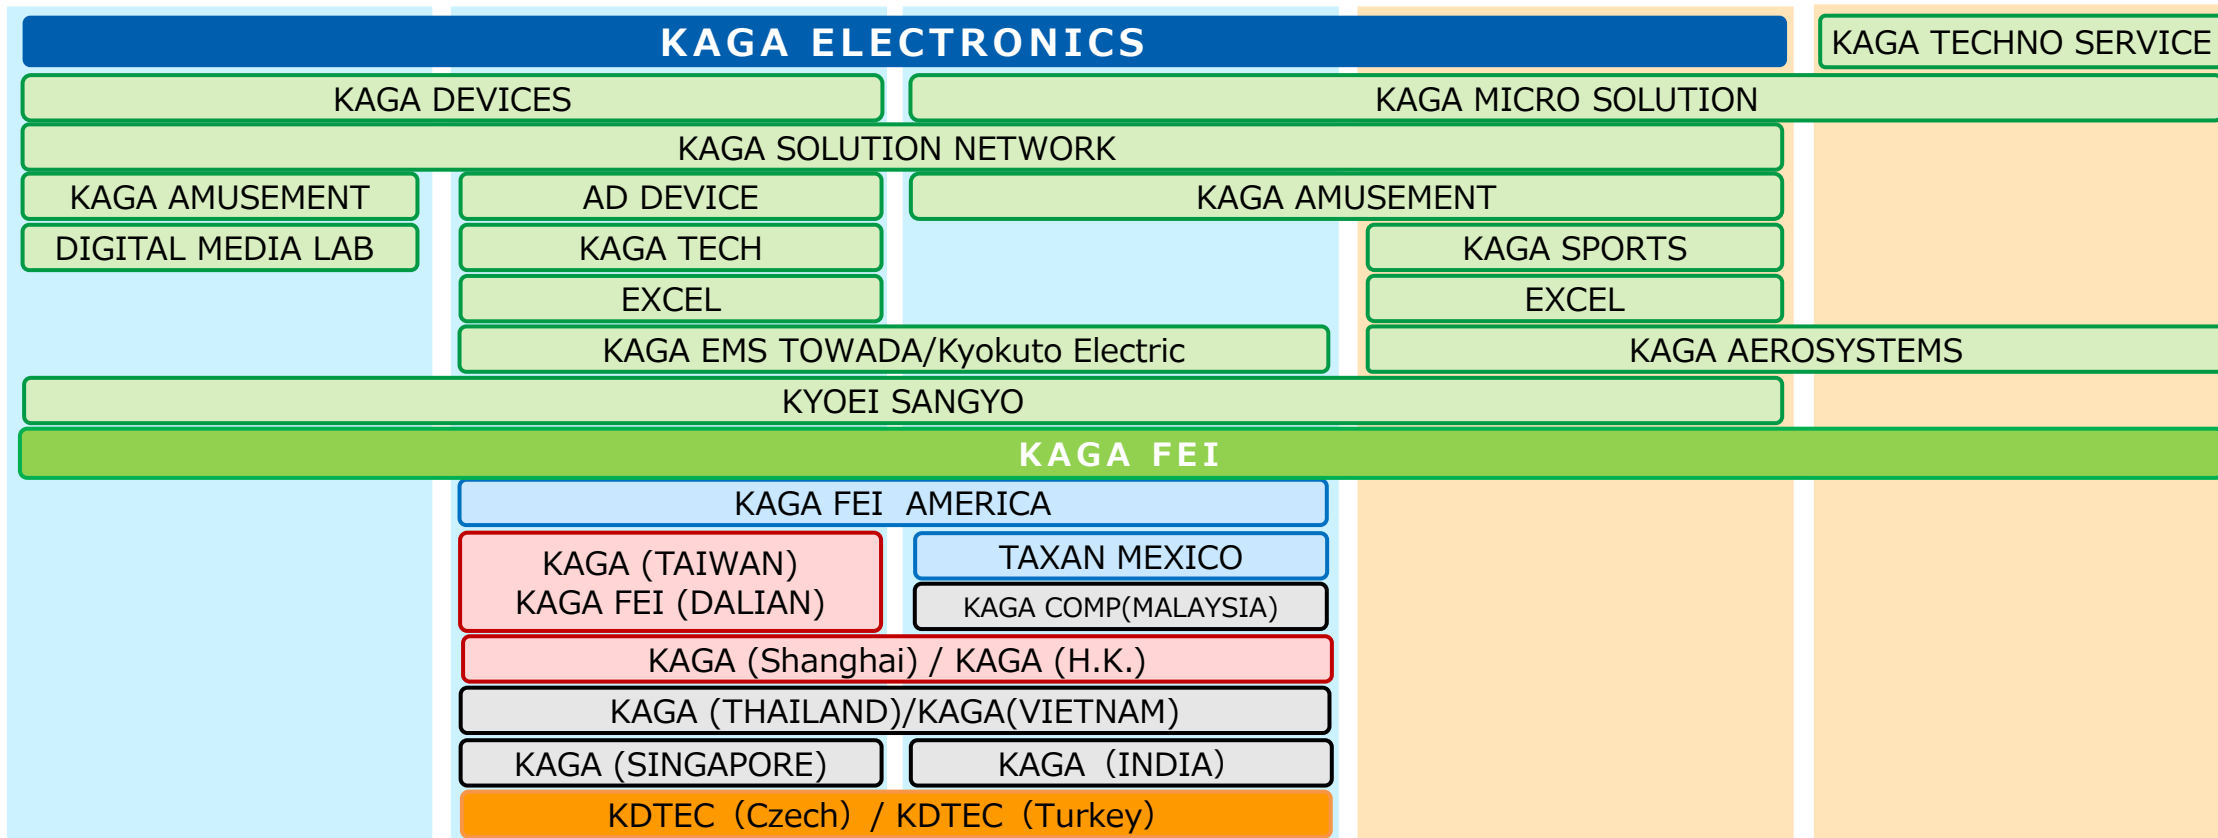 KAGA ELECTRONICS
KAGA TECHNO SERVICE
KAGA DEVICES
KAGA MICRO SOLUTION
KAGA SOLUTION NETWORK
KAGA AMUSEMENT
AD DEVICE
KAGA AMUSEMENT
DIGITAL MEDIA LAB
KAGA TECH
KAGA SPORTS
EXCEL
EXCEL
KAGA EMS TOWADA/Kyokuto Electric
KAGA AEROSYSTEMS
KYOEI SANGYO
KAGA FEI
KAGA FEI  AMERICA
KAGA (TAIWAN)
KAGA FEI (DALIAN)
TAXAN MEXICO
KAGA COMP(MALAYSIA)
KAGA (Shanghai) / KAGA (H.K.)
KAGA (THAILAND)/KAGA(VIETNAM)
KAGA (SINGAPORE)
KAGA（INDIA）
KDTEC（Czech）/ KDTEC（Turkey）